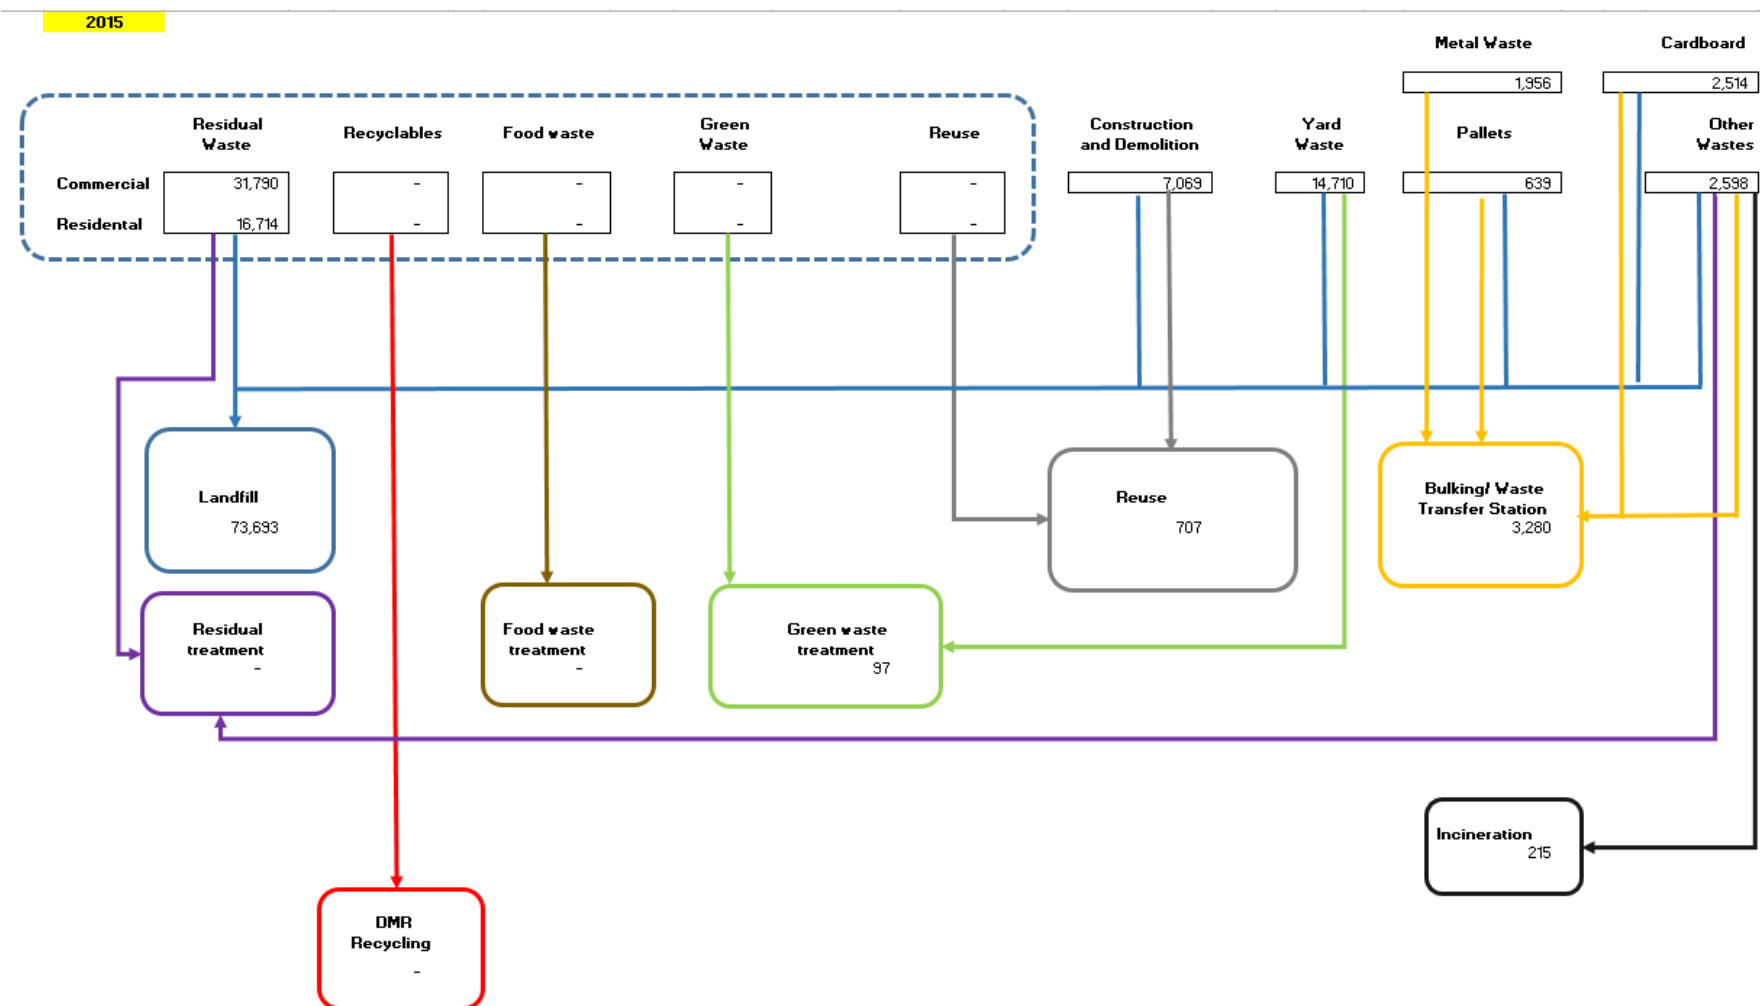 2015
Metal Waste
Cardboard
1,956
2,514
Residual
Waste
Recyclables
Food waste
Green
Waste
Reuse
Construction
and Demolition
Yard
Waste
Pallets
Other
Wastes
Commercial
31,790
-
-
-
-
7,069
14,710
639
2,598
Residental
16,714
-
-
-
-
Landfill
73,693
Reuse
707
Bulking/ Waste
Transfer Station
3,280
Residual
treatment
-
Food waste
treatment
-
Green waste
treatment
97
Incineration
215
DMR
Recycling
-